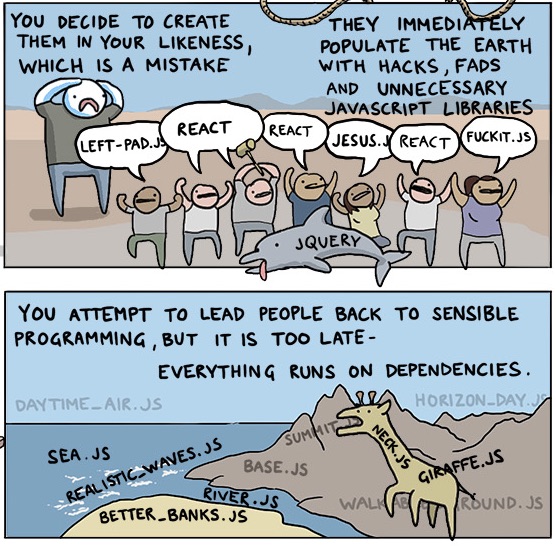 YOU DECIDE TO CREATE
THEM IN YOUR LIKENESS,
WHICH IS A MISTAKE
THEY IMMEDIATELY
POPULATE THE EARTH
WITH HACKS, FADS
AND UNNECESSARY
JAVASCRIPT LIBRARIES
LEFT-PAD.JS
REACT
REACT
JESUS.J
REACT
FUCKIT.JS
JQUERY
YOU ATTEMPT TO LEAD PEOPLE BACK TO SENSIBLE
PROGRAMMING, BUT IT IS TOO LATE-
EVERYTHING RUNS ON DEPENDENCIES.
DAYTIME_AIR.JS
HORIZON_DAY.JS
SUMMIT
NECK.JS
SEA.JS
REALISTIC_WAVES.JS
BASE.JS
GIRAFFE.JS
RIVER.JS
BETTER_BANKS.JS
ROUND.JS